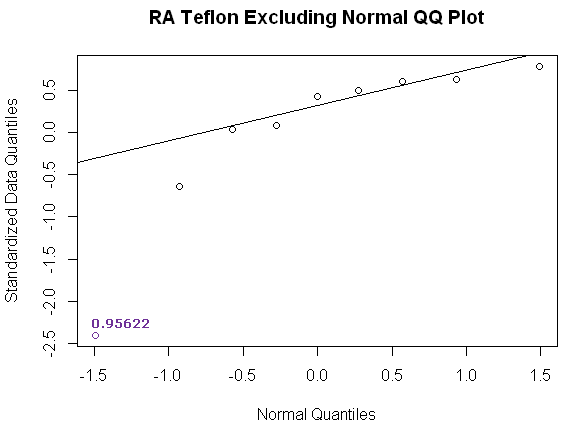 RA Teflon Excluding Normal QQ Plot
Standardized Data Quantiles
0.5
0.0
-0.5
-1.0
-1.5
-2.0
-2.5
0.95622
-1.5 -1.0 -0.5 0.0 0.5 1.0 1.5
Normal Quantiles